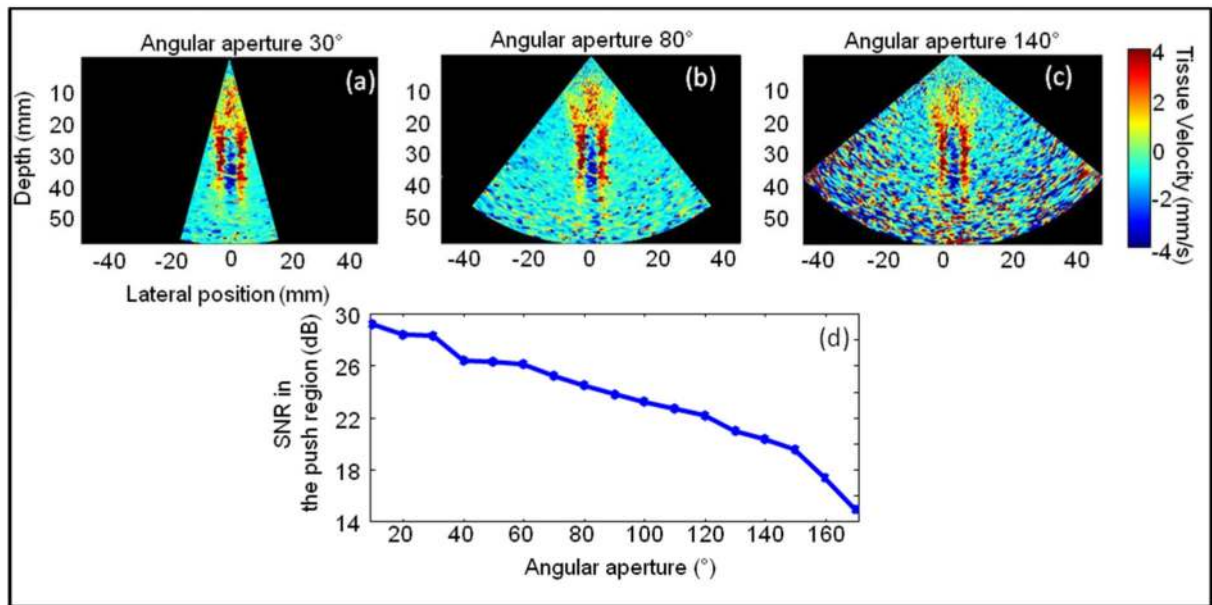 Angular aperture 30° Angular aperture 80° Angular aperture 140°
(a) (b) (c)
Depth (mm)
10 10 10
20 20 20
30 30 30
40 40 40
50 50 50
-40 -20 0 20 40 -40 -20 0 20 40 -40 -20 0 20 40
Lateral position (mm)
4
2
0
-2
-4
Tissue Velocity (mm/s)
(d)
SNR in
the push region (dB)
30
26
22
18
14
20 40 60 80 100 120 140 160
Angular aperture (°)